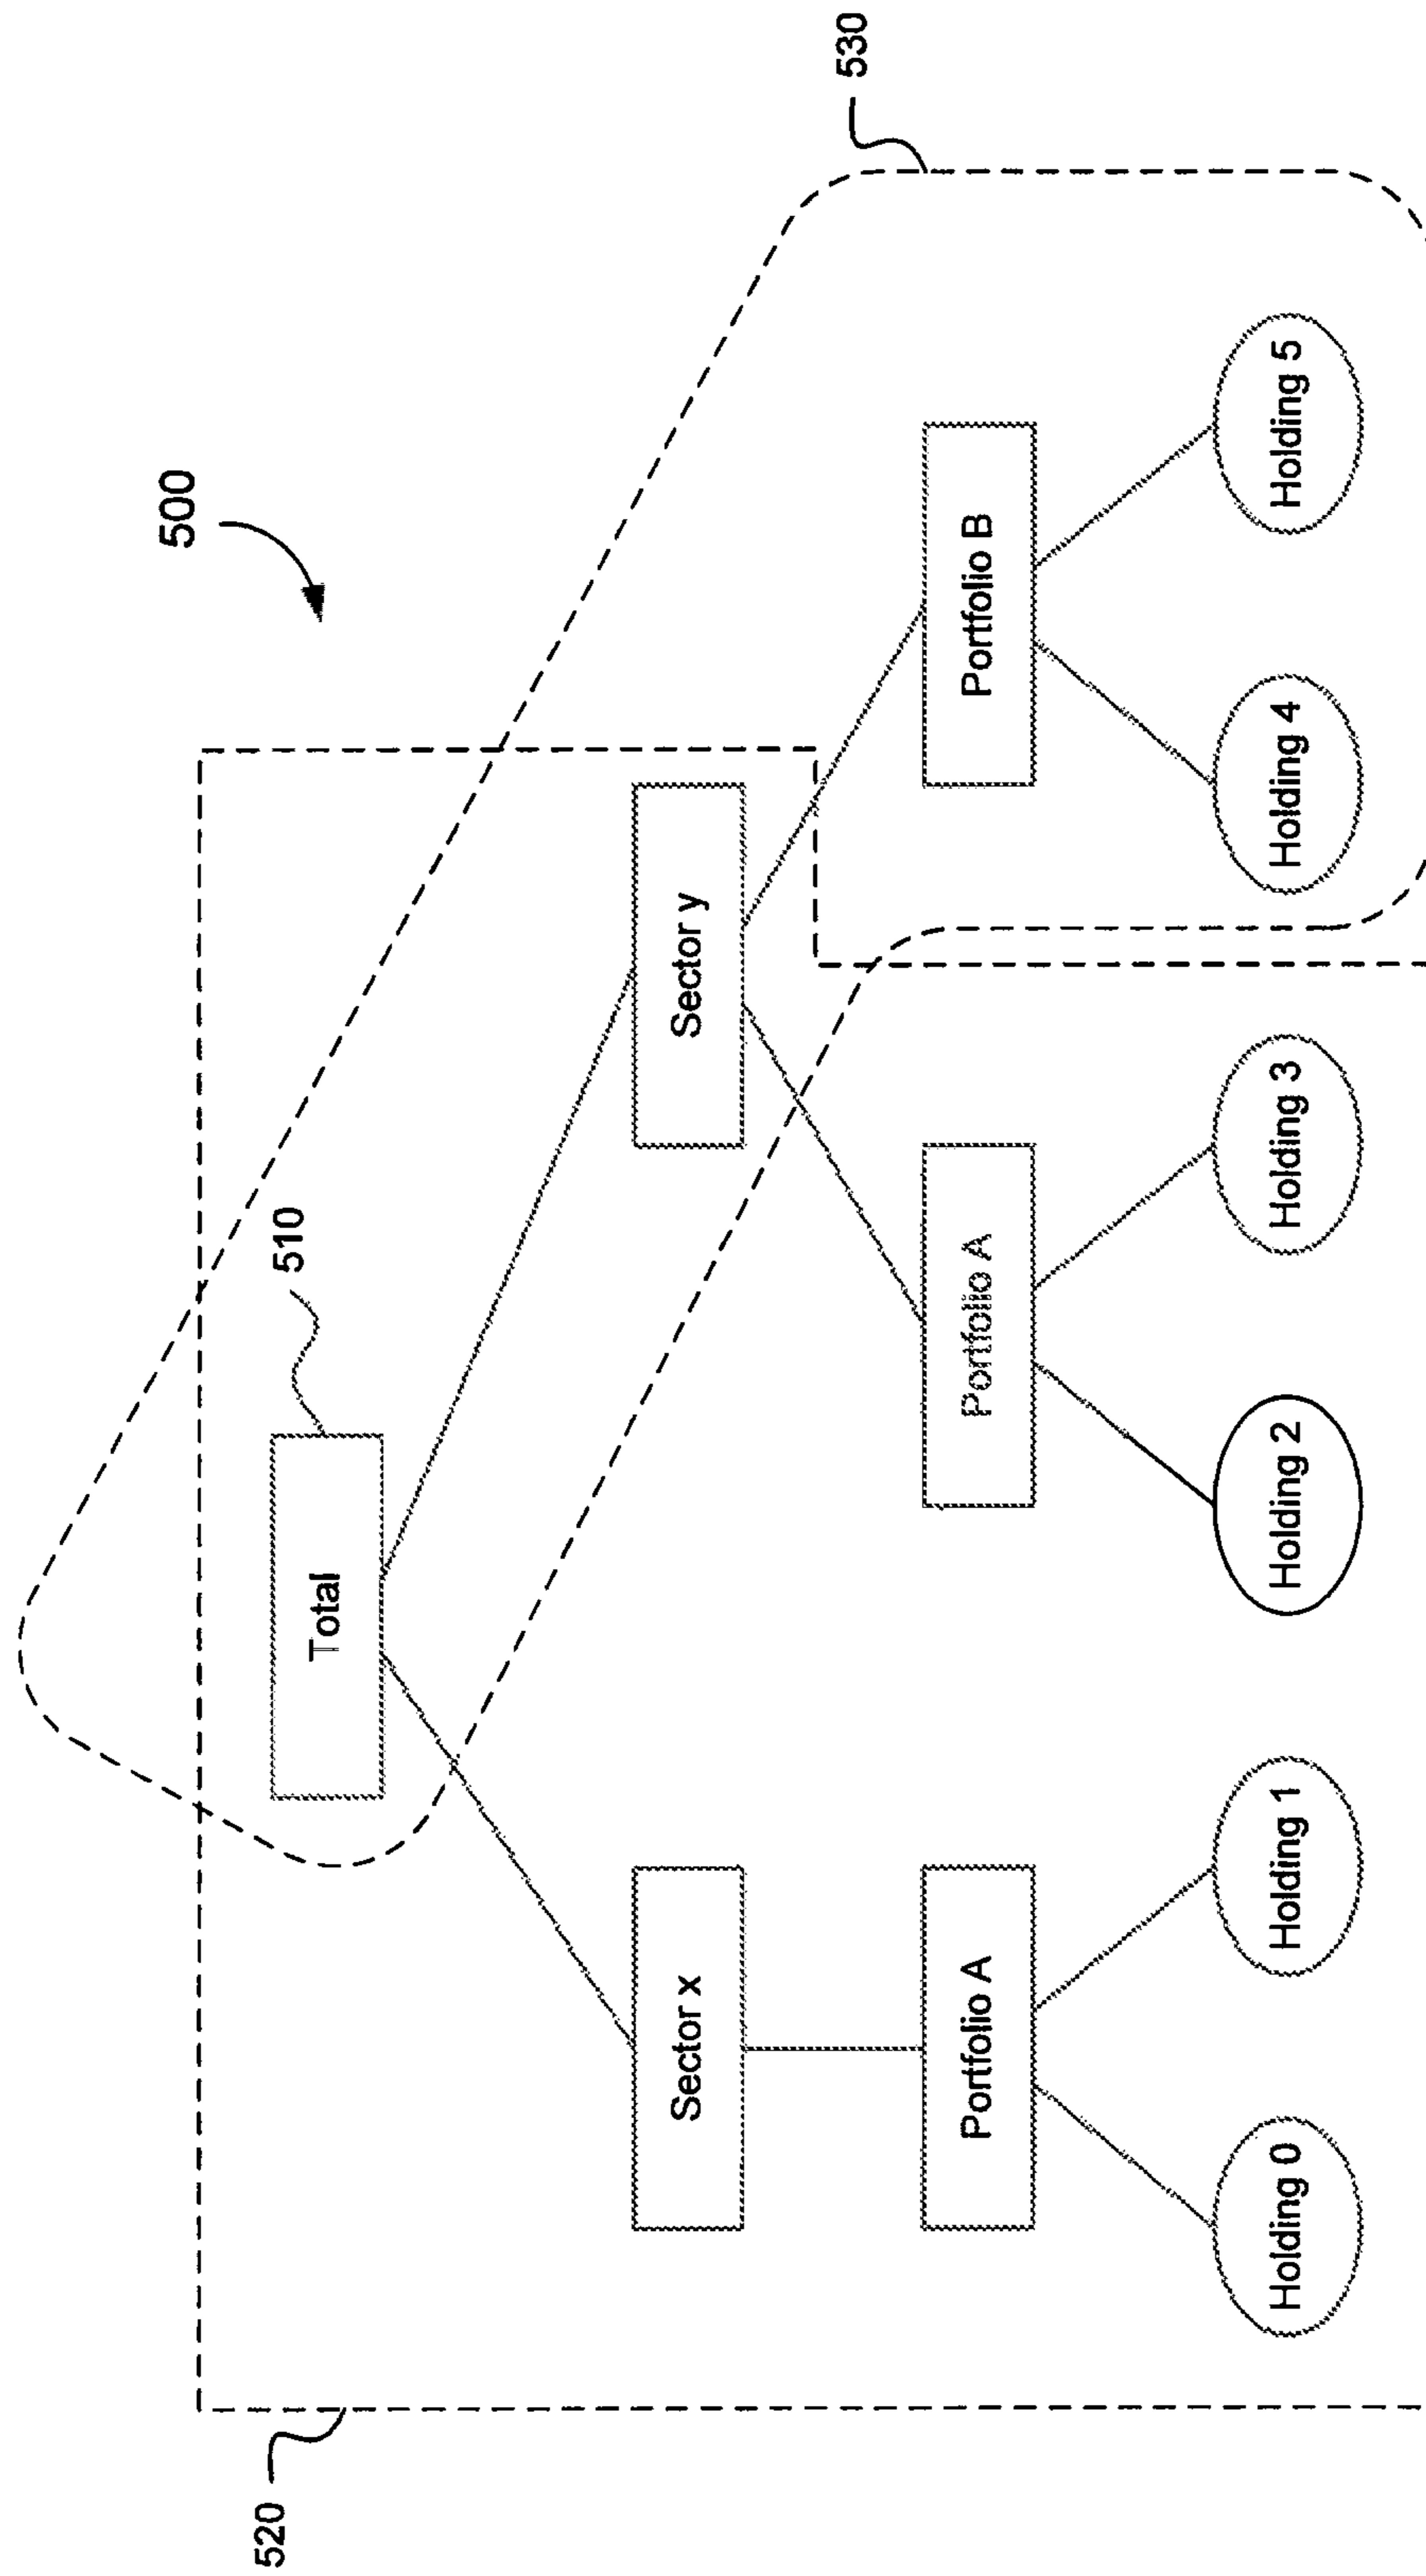 500
510
Total
520
Sector x
Sector y
530
Portfolio A
Portfolio A
Portfolio B
Holding 0
Holding 1
Holding 2
Holding 3
Holding 4
Holding 5